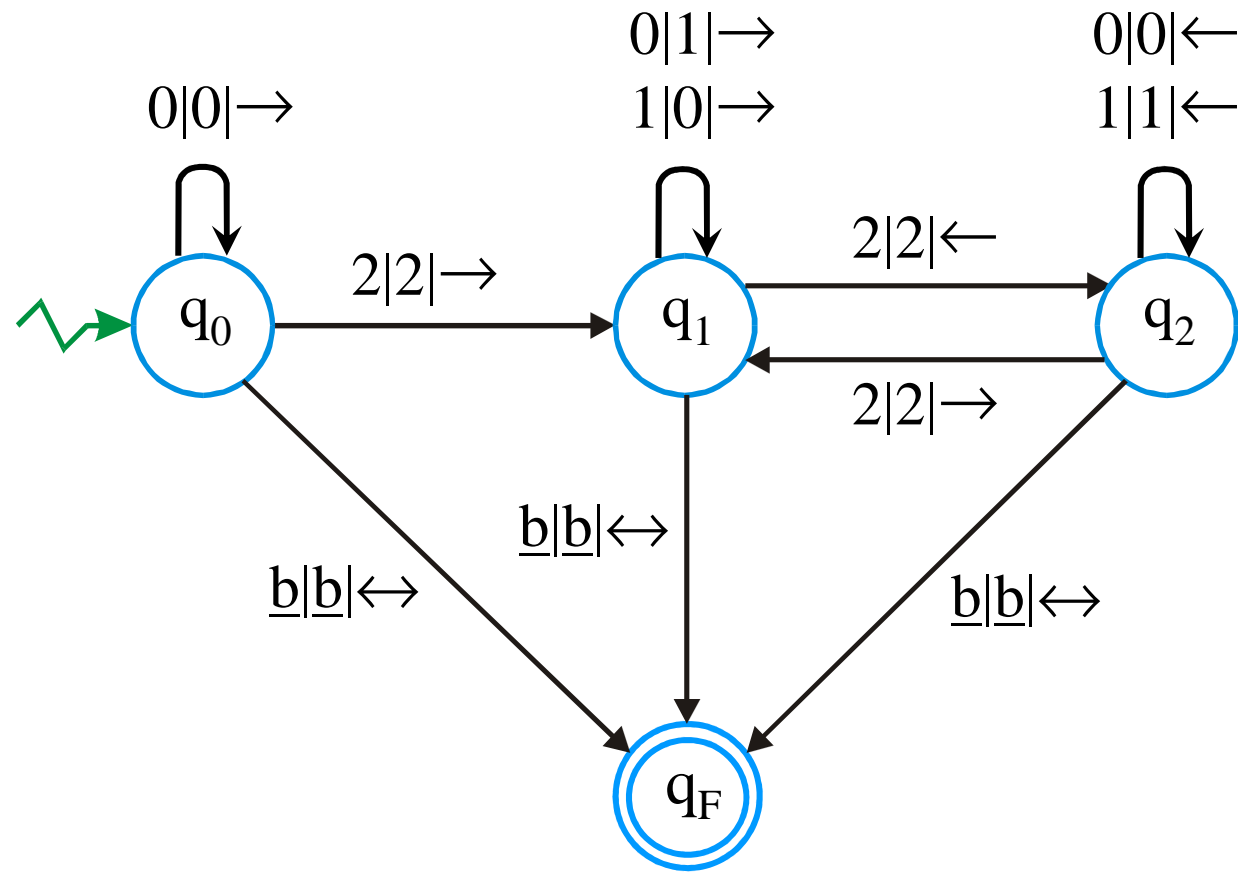 0|1|→
0|0|←
0|0|→
1|0|→
1|1|←
2|2|←
2|2|→
q₀
q₁
q₂
2|2|→
b|b|↔
b|b|↔
b|b|↔
q_F